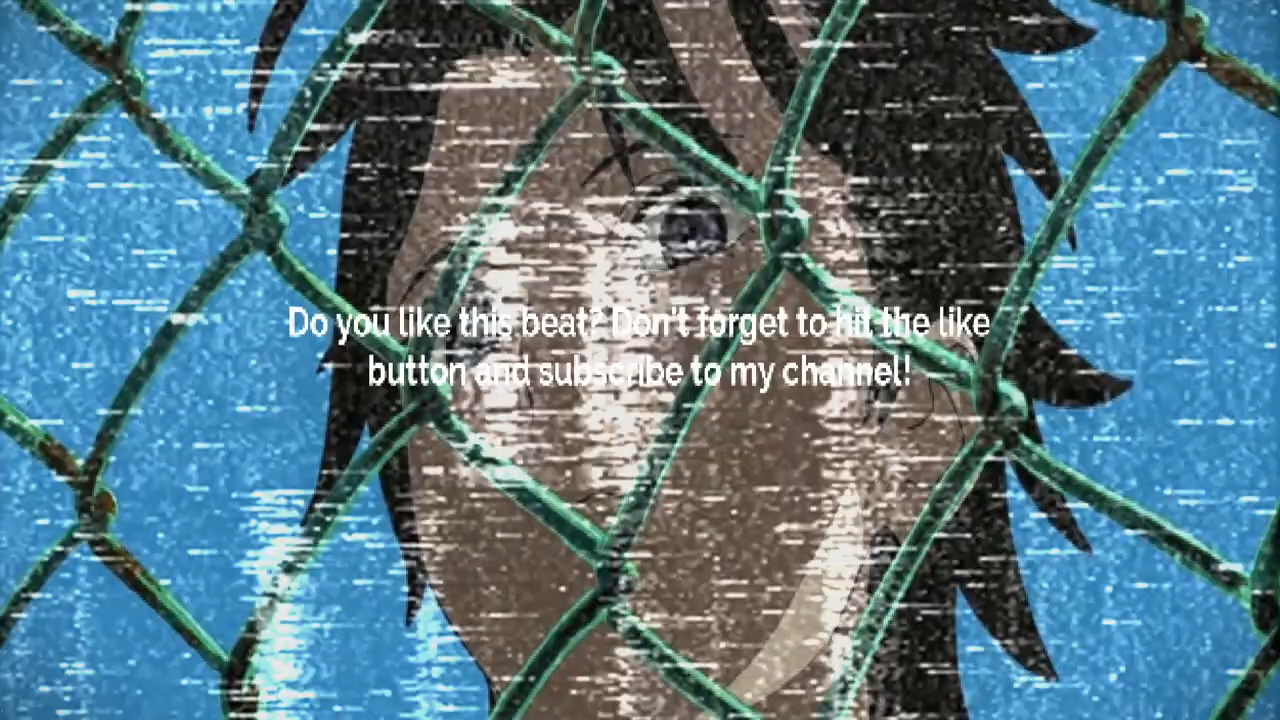 Do you like this beat? Don't forget to hit the like
button and subscribe to my channel!